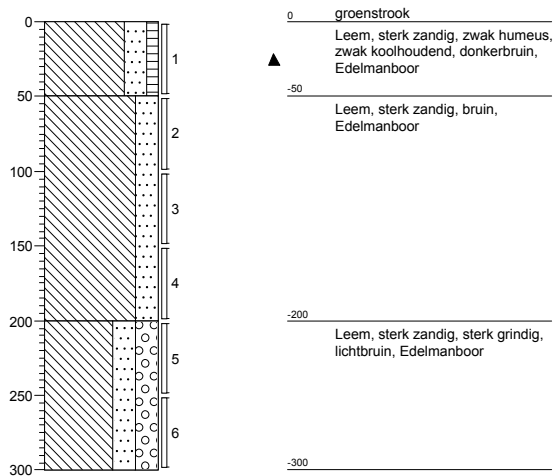 0
50
100
150
200
250
300
1
2
3
4
5
6
0
groenstrook
Leem, sterk zandig, zwak humeus,
zwak koolhoudend, donkerbruin,
Edelmanboor
-50
Leem, sterk zandig, bruin,
Edelmanboor
-200
Leem, sterk zandig, sterk grindig,
lichtbruin, Edelmanboor
-300